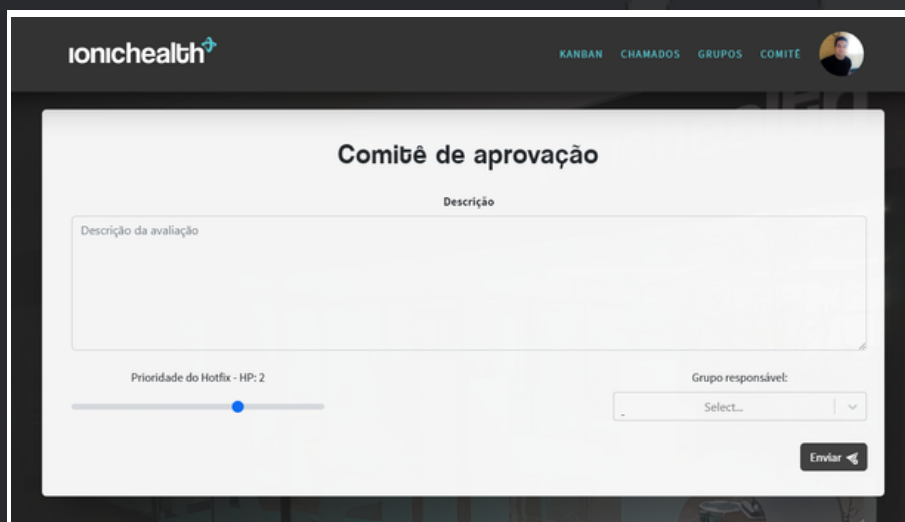 ionichealth
KANBAN CHAMADOS GRUPOS COMITÊ
Comitê de aprovação
Descrição
Descrição da avaliação
Prioridade do Hotfix - HP: 2
Grupo responsável:
Select...
Enviar